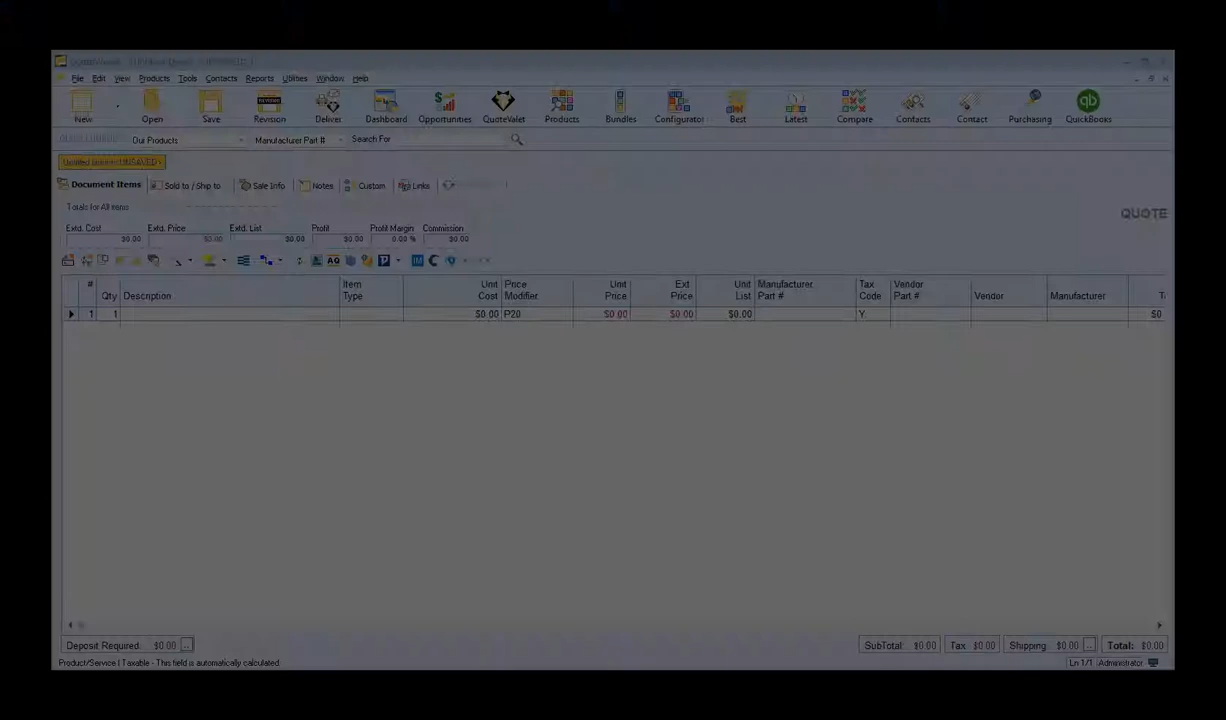 File Edit View Products Tools Contacts Reports Utilities Window Help
New Open Save Revision Deliver Dashboard Opportunities QuoteValet Products Bundles Configurator Best Latest Compare Contacts Contact Purchasing QuickBooks
Our Products Manufacturer Part # Search For
Document Items Sold to / Ship to Sale Info Notes Custom Links
Totals for All Items
QUOTE
Extd. Cost Extd. Price Extd. List Profit Profit Margin Commission
$0.00 $0.00 $0.00 $0.00 0.00 % $0.00
# Qty Description Item Type Unit Cost Price Modifier Unit Price Ext Price Unit List Manufacturer Part # Tax Code Vendor Part # Vendor Manufacturer
1 1 $0.00 P20 $0.00 $0.00 $0.00 Y $0
Deposit Required: $0.00 ... SubTotal: $0.00 Tax $0.00 Shipping $0.00 ... Total: $0.00
Product/Service | Taxable - This field is automatically calculated Ln 1/1 Administrator